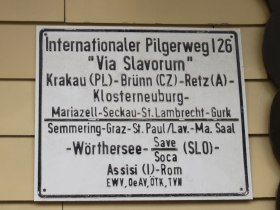 Internationaler Pilgerweg 126
"Via Slavorum"
Krakau (PL)-Brünn (CZ)-Retz(A)-
Klosterneuburg-
Mariazell-Seckau-St.Lambrecht-Gurk
Semmering-Graz-St.Paul/Lav.-Ma.Saal
-Wörthersee- Save (SLO)-
Soca
Assisi (I)-Rom
EWV, OeAV, ÖTK, TVN